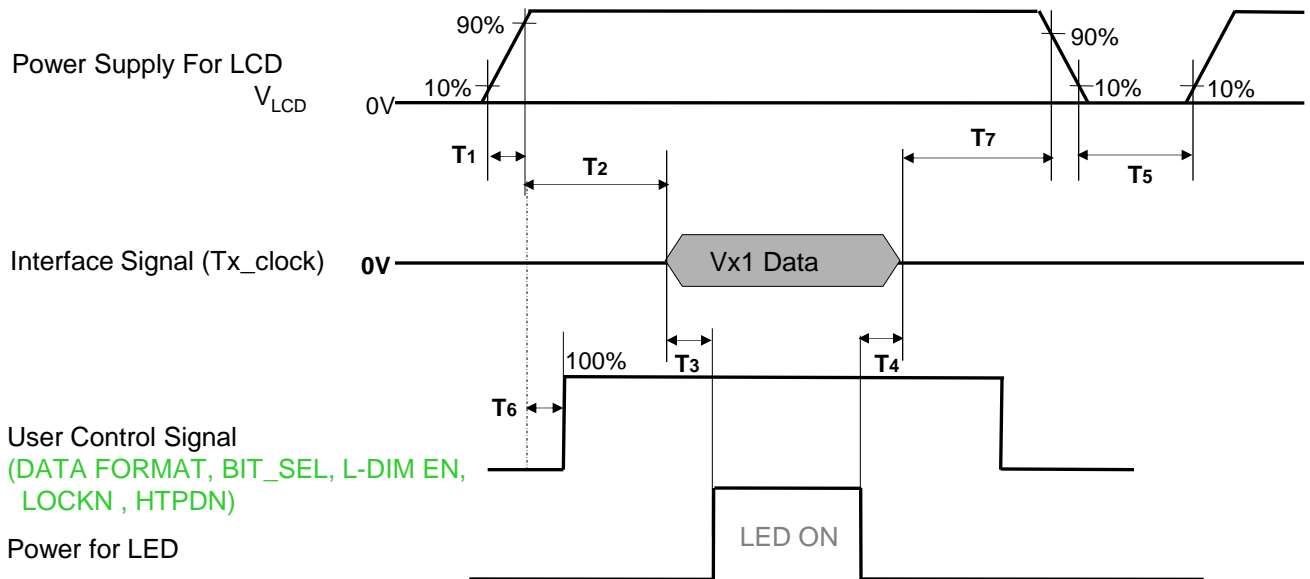 90%
90%
Power Supply For LCD
10%
10%
10%
VLCD
0V
T1
T2
T7
T5
Interface Signal (Tx_clock)
0V
Vx1 Data
100%
T3
T4
T6
User Control Signal
(DATA FORMAT, BIT_SEL, L-DIM EN,
LOCKN , HTPDN)
LED ON
Power for LED